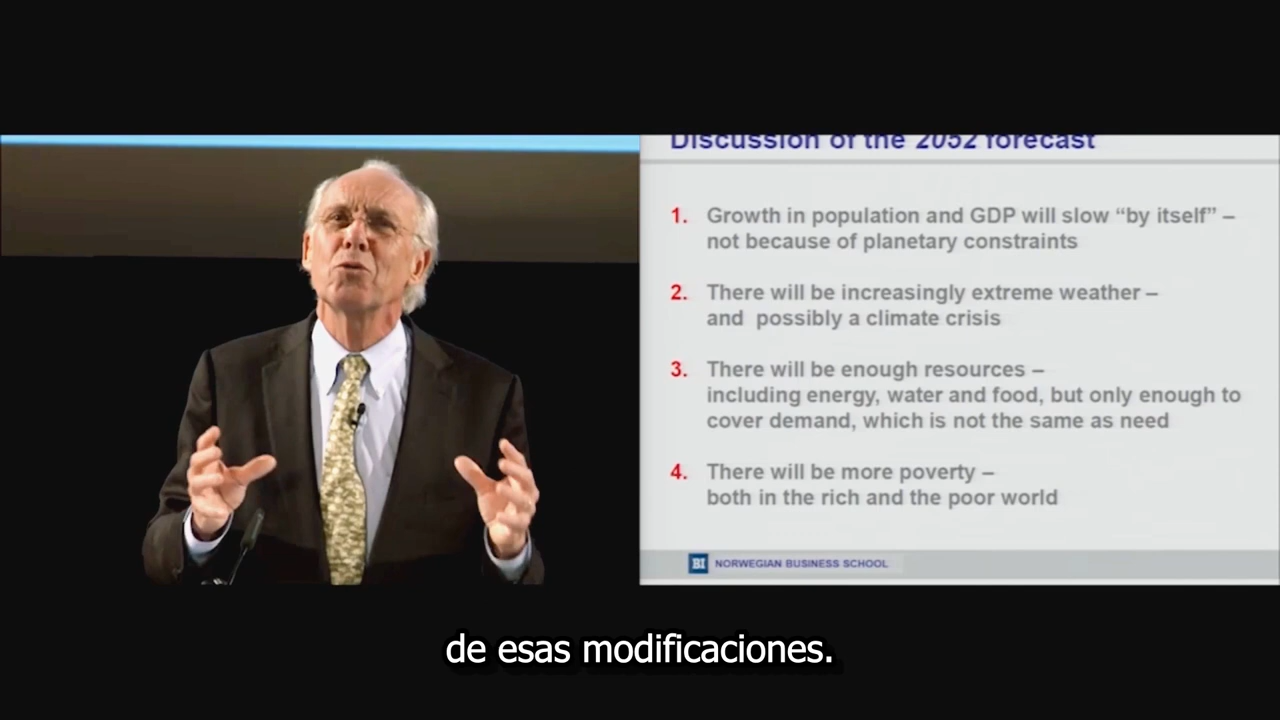 Discussion of the 2052 forecast
1. Growth in population and GDP will slow “by itself” –
not because of planetary constraints
2. There will be increasingly extreme weather –
and possibly a climate crisis
3. There will be enough resources –
including energy, water and food, but only enough to
cover demand, which is not the same as need
4. There will be more poverty –
both in the rich and the poor world
BI NORWEGIAN BUSINESS SCHOOL
de esas modificaciones.